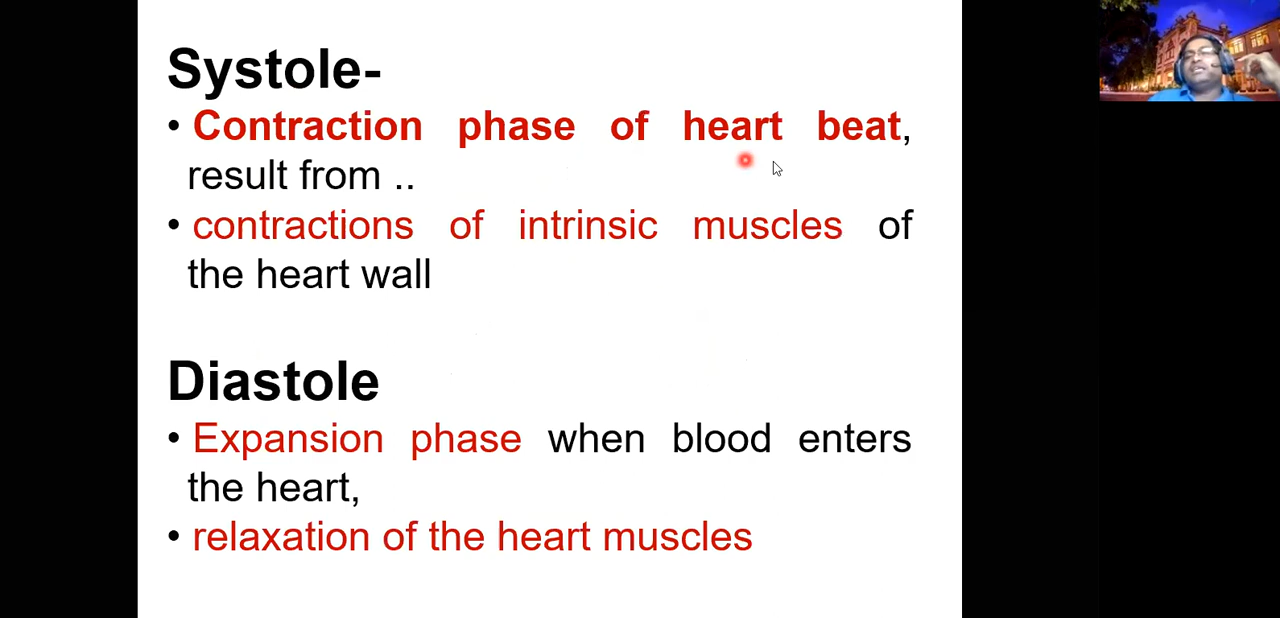 Systole-
• Contraction phase of heart beat,
result from ..
• contractions of intrinsic muscles of
the heart wall
Diastole
• Expansion phase when blood enters
the heart,
• relaxation of the heart muscles